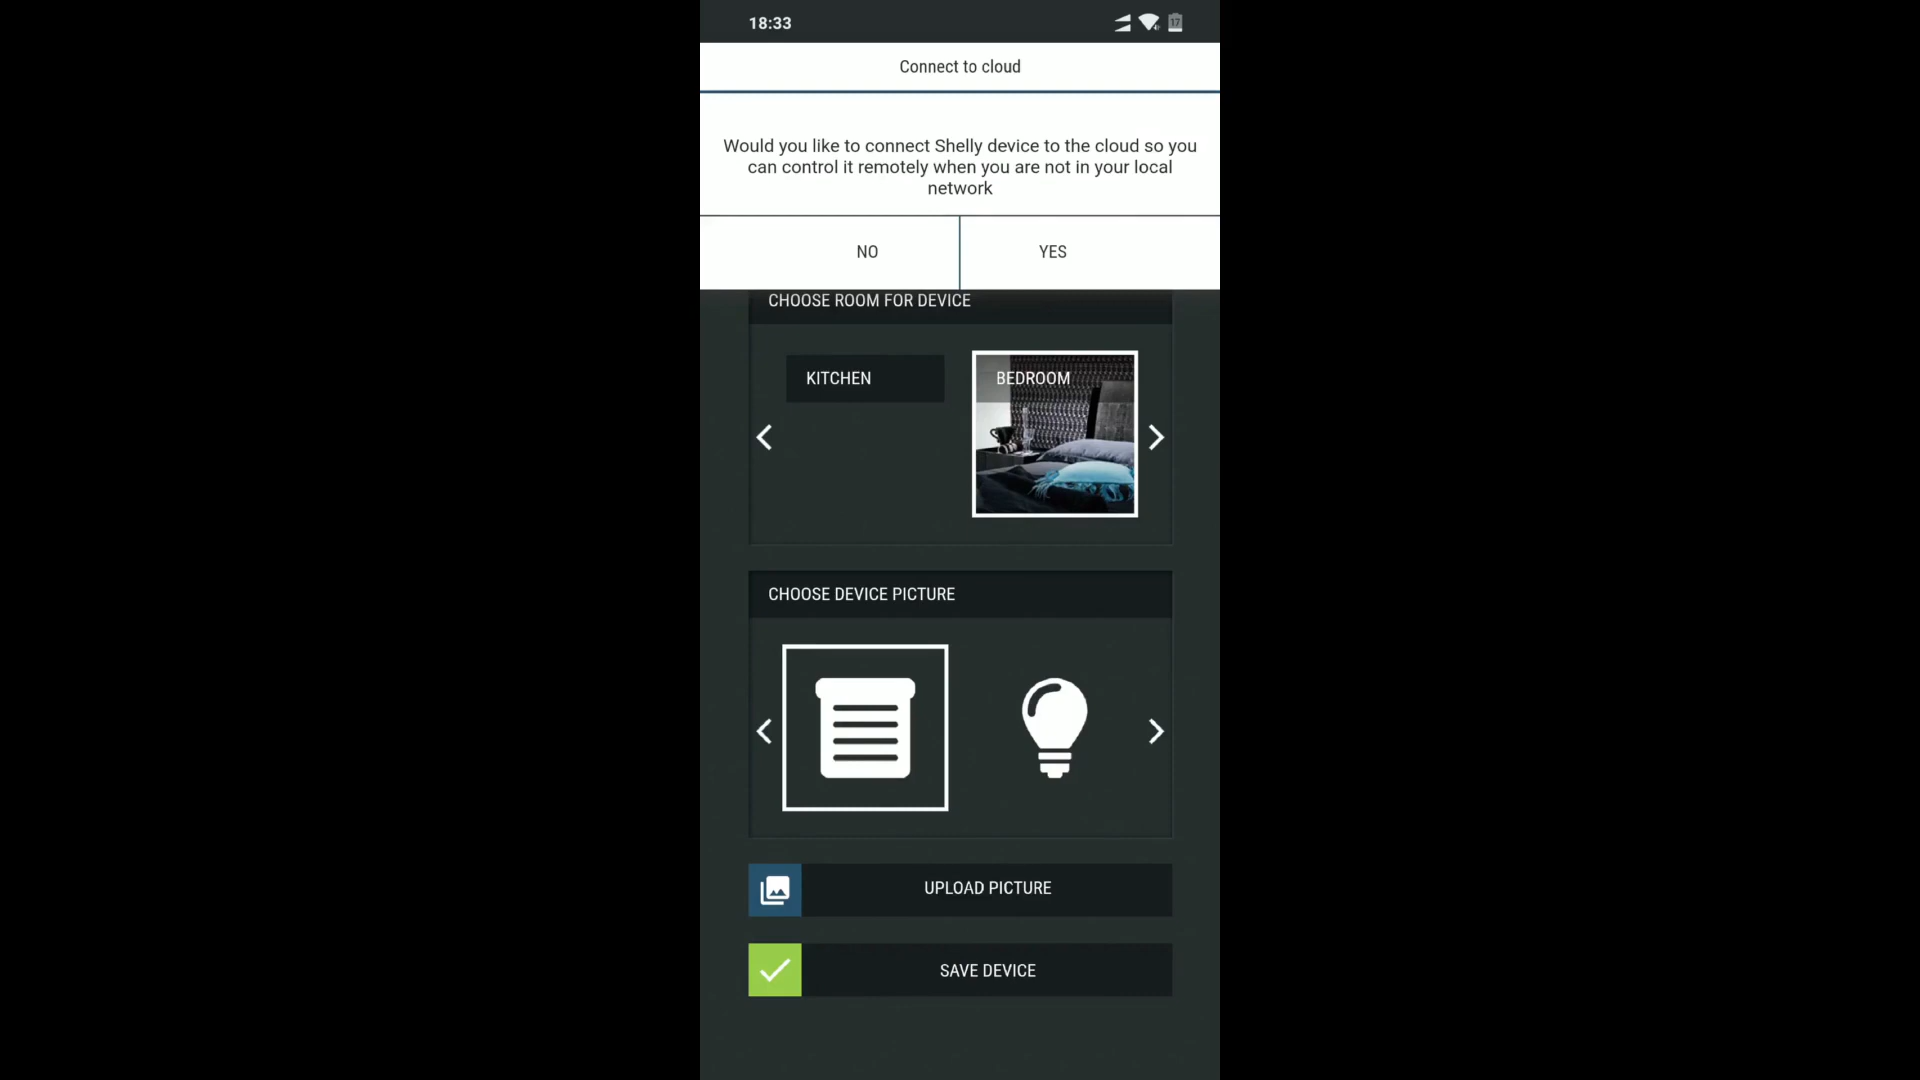 18:33
17
Connect to cloud
Would you like to connect Shelly device to the cloud so you
can control it remotely when you are not in your local
network
NO
YES
CHOOSE ROOM FOR DEVICE
KITCHEN
BEDROOM
CHOOSE DEVICE PICTURE
UPLOAD PICTURE
SAVE DEVICE